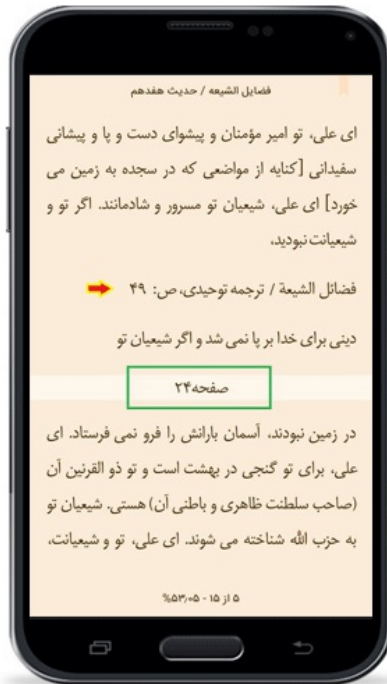 فضایل الشیعه / حدیث هفدهم
ای علی، تو امیر مؤمنان و پیشوای دست و پا و پیشانی
سفیدانی [کنایه از مواضعی که در سجده به زمین می
خورد] ای علی، شیعیان تو مسرور و شادمانند. اگر تو و
شیعیانت نبودید،
فضائل الشیعة / ترجمه توحیدی، ص: ۴۹
دینی برای خدا بر پا نمی شد و اگر شیعیان تو
صفحه۲۴
در زمین نبودند، آسمان بارانش را فرو نمی فرستاد. ای
علی، برای تو گنجی در بهشت است و تو ذو القرنین آن
(صاحب سلطنت ظاهری و باطنی آن) هستی. شیعیان تو
به حزب الله شناخته می شوند. ای علی، تو و شیعیانت،
۵ از ۱۵ - ۵۳٫۰۵%